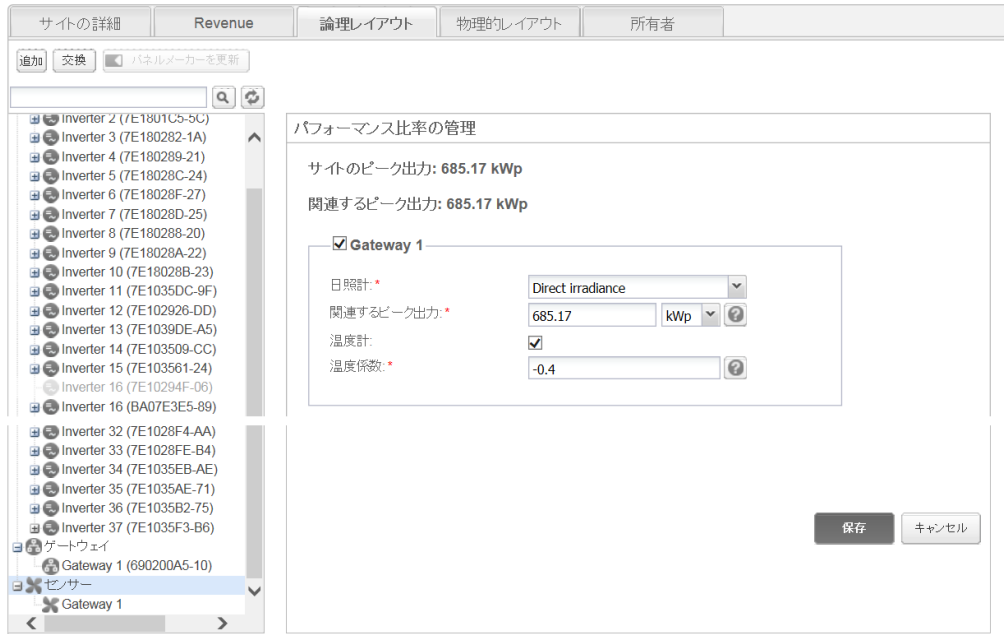 サイトの詳細
Revenue
論理レイアウト
物理的レイアウト
所有者
追加
交換
パネルメーカーを更新
Inverter 2 (7E1801C5-5C)
Inverter 3 (7E180282-1A)
Inverter 4 (7E180289-21)
Inverter 5 (7E18028C-24)
Inverter 6 (7E18028F-27)
Inverter 7 (7E18028D-25)
Inverter 8 (7E180288-20)
Inverter 9 (7E18028A-22)
Inverter 10 (7E18028B-23)
Inverter 11 (7E1035DC-9F)
Inverter 12 (7E102926-DD)
Inverter 13 (7E1039DE-A5)
Inverter 14 (7E103509-CC)
Inverter 15 (7E103561-24)
Inverter 16 (7E10294F-06)
Inverter 16 (BA07E3E5-89)
Inverter 32 (7E1028F4-AA)
Inverter 33 (7E1028FE-B4)
Inverter 34 (7E1035EB-AE)
Inverter 35 (7E1035AE-71)
Inverter 36 (7E1035B2-75)
Inverter 37 (7E1035F3-B6)
ゲートウェイ
Gateway 1 (690200A5-10)
センサー
Gateway 1
パフォーマンス比率の管理
サイトのピーク出力: 685.17 kWp
関連するピーク出力: 685.17 kWp
Gateway 1
日照計: * Direct irradiance
関連するピーク出力: * 685.17 kWp ?
温度計:
温度係数: * -0.4 ?
保存
キャンセル